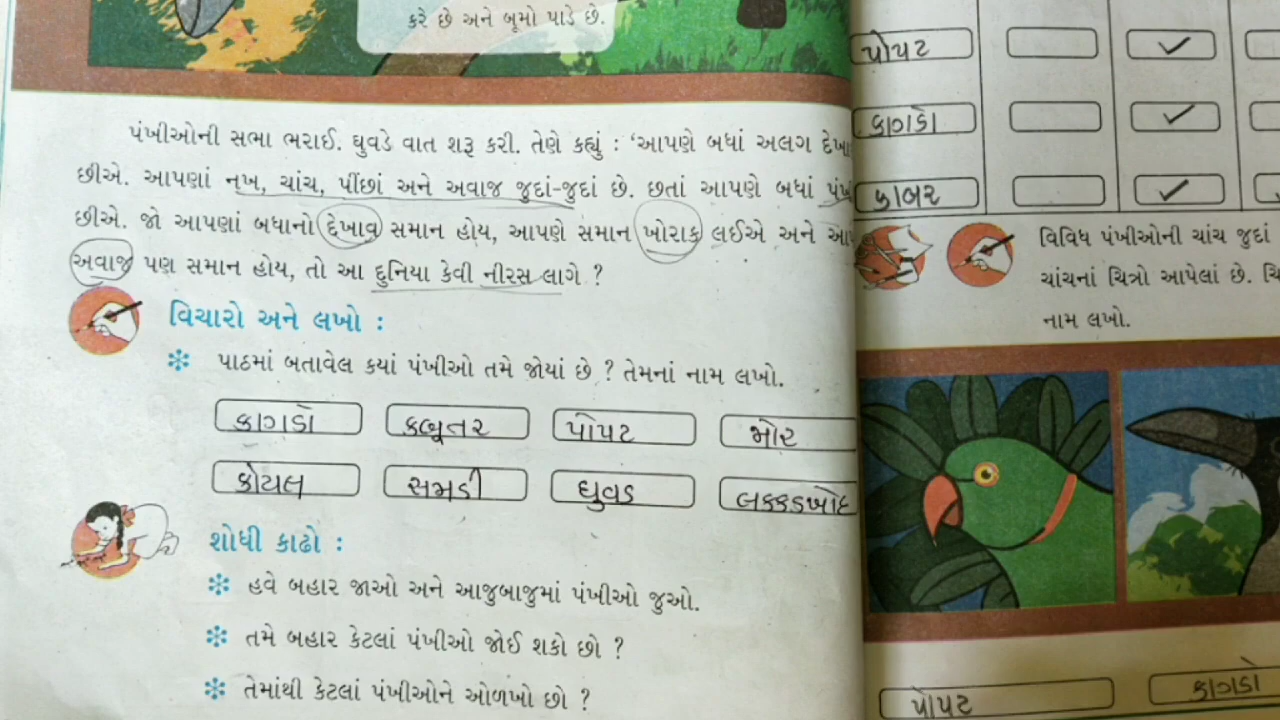 કરે છે અને બૂમો પાડે છે.
પંખીઓની સભા ભરાઈ. ઘુવડે વાત શરૂ કરી. તેણે કહ્યું : ‘આપણે બધાં અલગ
છીએ. આપણાં નખ, ચાંચ, પીંછાં અને અવાજ જુદાં-જુદાં છે. છતાં આપણે બધાં
છીએ. જો આપણાં બધાનો દેખાવ સમાન હોય, આપણે સમાન ખોરાક લઈએ અને
અવાજ પણ સમાન હોય, તો આ દુનિયા કેવી નીરસ લાગે ?
વિચારો અને લખો :
પાઠમાં બતાવેલ કયાં પંખીઓ તમે જોયાં છે ? તેમનાં નામ લખો.
કાગડો કબૂતર પોપટ મોર
કોયલ સમડી ઘુવડ
શોધી કાઢો :
હવે બહાર જાઓ અને આજુબાજુમાં પંખીઓ જુઓ.
તમે બહાર કેટલાં પંખીઓ જોઈ શકો છો ?
તેમાંથી કેટલાં પંખીઓને ઓળખો છો ?
પોપટ
કાગડો
કાબર
વિવિધ પંખીઓની ચાંચ જુદાં
ચાંચનાં ચિત્રો આપેલાં છે.
નામ લખો.
પોપટ કાગડો